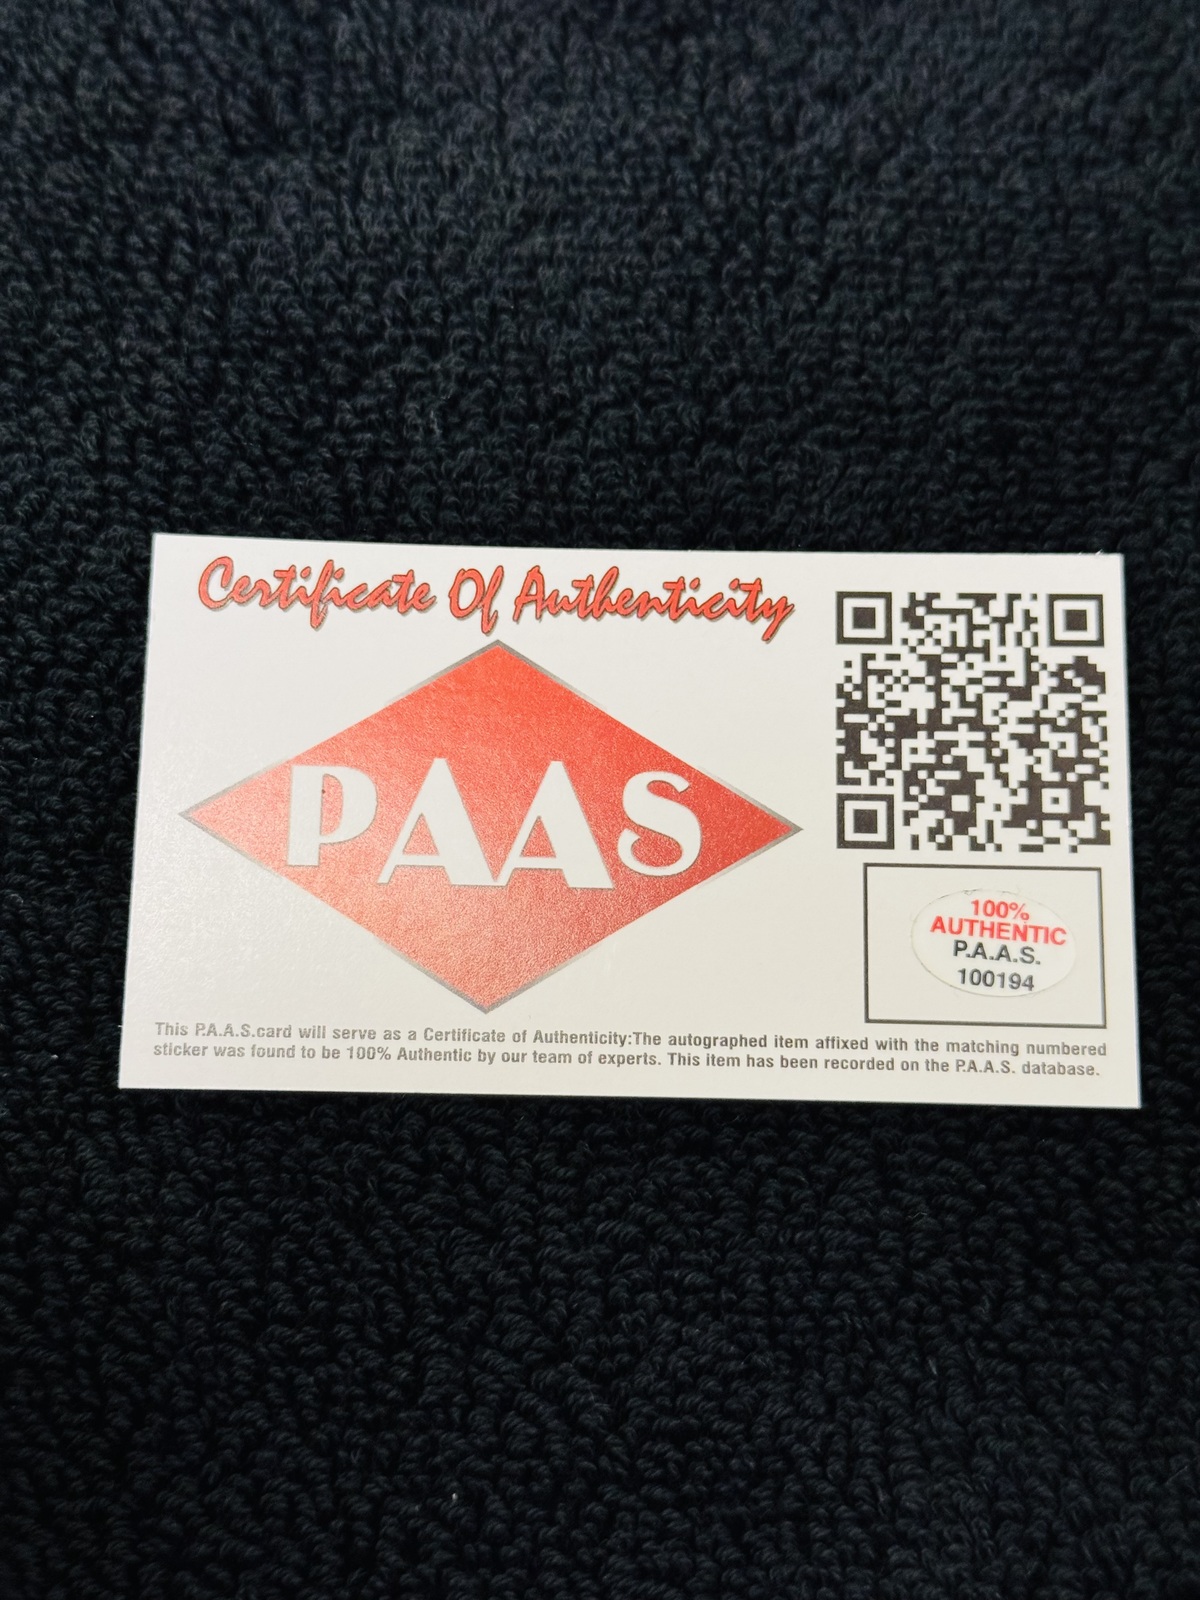 Certificate Of Authenticity
PAAS
100%
AUTHENTIC
P.A.A.S.
100194
This P.A.A.S.card will serve as a Certificate of Authenticity:The autographed item affixed with the matching numbered
sticker was found to be 100% Authentic by our team of experts. This item has been recorded on the P.A.A.S. database.